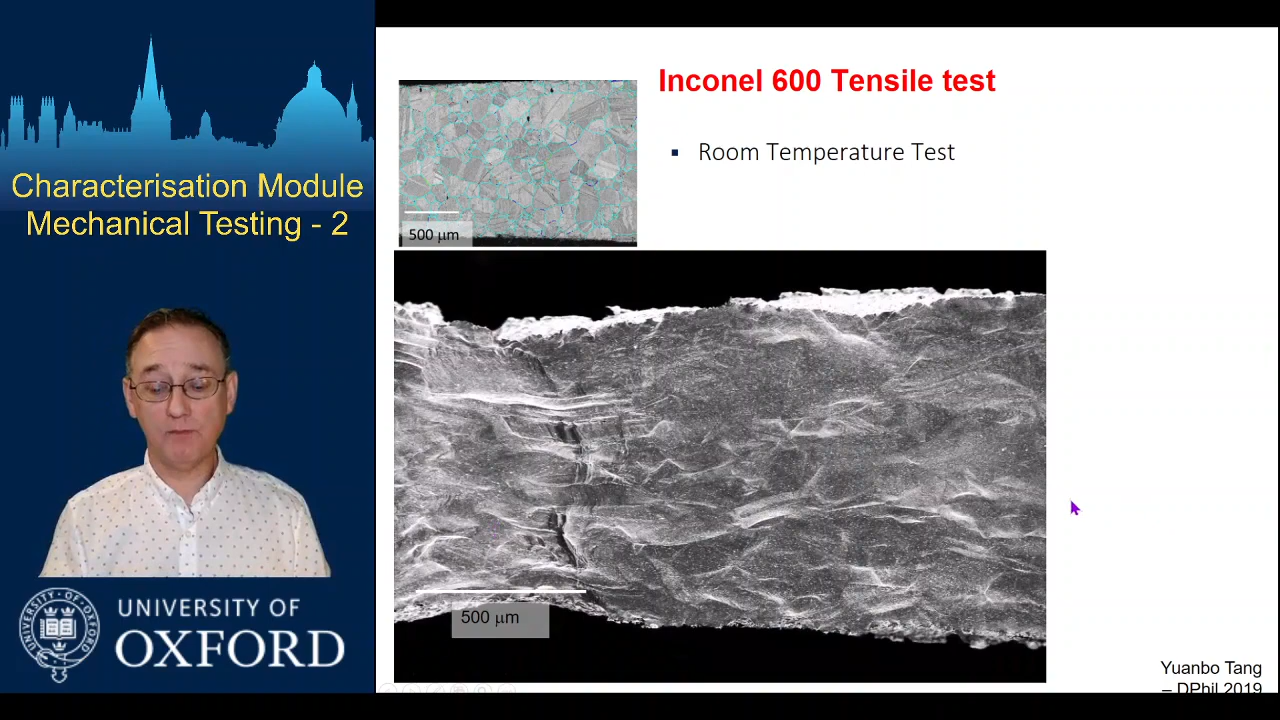 Characterisation Module
Mechanical Testing - 2
UNIVERSITY OF
OXFORD
Inconel 600 Tensile test
▪ Room Temperature Test
500 µm
500 µm
Yuanbo Tang
– DPhil 2019